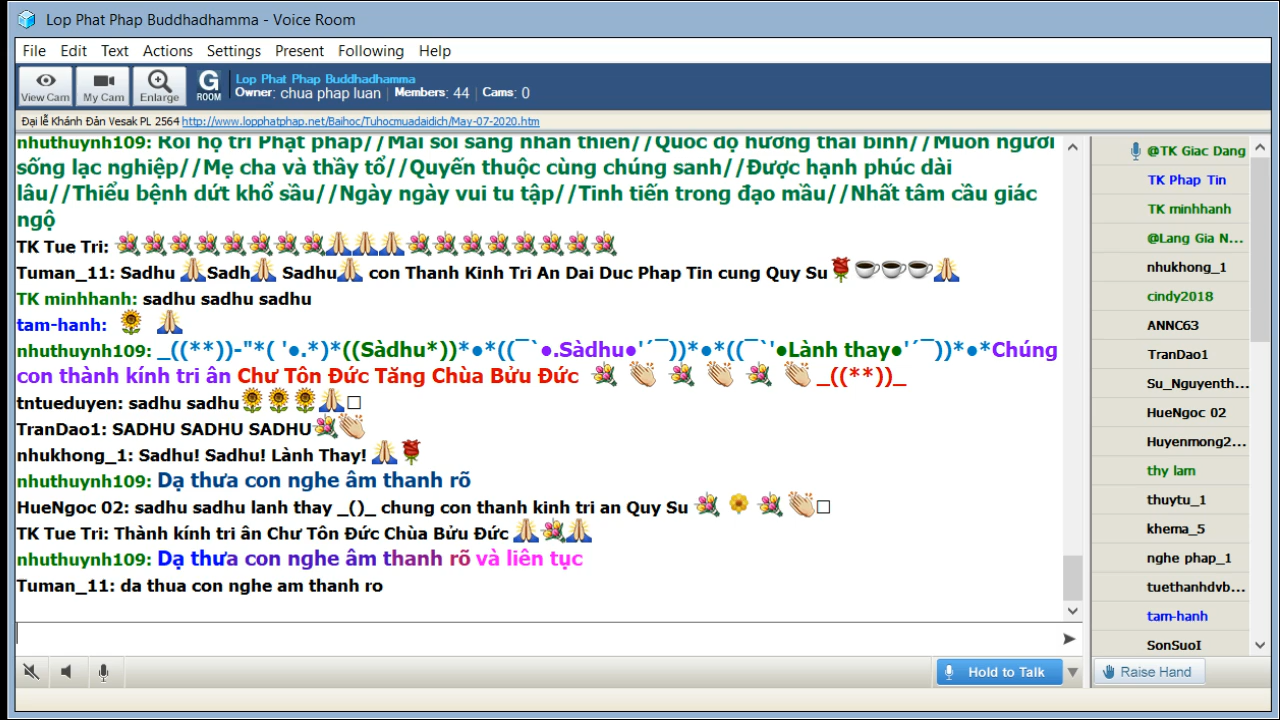 Lop Phat Phap Buddhadhamma - Voice Room
File Edit Text Actions Settings Present Following Help
View Cam My Cam Enlarge G ROOM
Lop Phat Phap Buddhadhamma
Owner: chua phap luan | Members: 44 | Cams: 0
Đại lễ Khánh Đản Vesak PL 2564 http://www.lopphatphap.net/Baihoc/Tuhocmuadaidich/May-07-2020.htm
nhuthuynh109: Rồi hộ trì Phật pháp//Mãi soi sáng nhân thiên//Quốc độ hưởng thái bình//Muôn người
sống lạc nghiệp//Mẹ cha và thầy tổ//Quyến thuộc cùng chúng sanh//Được hạnh phúc dài
lâu//Thiểu bệnh dứt khổ sầu//Ngày ngày vui tu tập//Tinh tiến trong đạo mầu//Nhất tâm cầu giác
ngộ
TK Tue Tri: 💐💐💐💐💐💐💐💐🙏🙏🙏💐💐💐💐💐💐💐💐
Tuman_11: Sadhu 🙏Sadh🙏 Sadhu🙏 con Thanh Kinh Tri An Dai Duc Phap Tin cung Quy Su🌹☕☕☕🙏
TK minhhanh: sadhu sadhu sadhu
tam-hanh: 🌻 🙏
nhuthuynh109: _((**))-"*( '●.*)*((Sàdhu*))*●*((¯`●.Sàdhu●'´¯))*●*((¯`'●Lành thay●'´¯))*●*Chúng
con thành kính tri ân Chư Tôn Đức Tăng Chùa Bửu Đức 💐 👏 💐 👏 💐 👏 _((**))_
tntueduyen: sadhu sadhu🌻🌻🌻🙏□
TranDao1: SADHU SADHU SADHU💐👏
nhukhong_1: Sadhu! Sadhu! Lành Thay! 🙏🌹
nhuthuynh109: Dạ thưa con nghe âm thanh rõ
HueNgoc 02: sadhu sadhu lanh thay _()_ chung con thanh kinh tri an Quy Su 💐 🌼 💐 👏□
TK Tue Tri: Thành kính tri ân Chư Tôn Đức Chùa Bửu Đức 🙏💐🙏
nhuthuynh109: Dạ thưa con nghe âm thanh rõ và liên tục
Tuman_11: da thua con nghe am thanh ro
Hold to Talk
@TK Giac Dang
TK Phap Tin
TK minhhanh
@Lang Gia N...
nhukhong_1
cindy2018
ANNC63
TranDao1
Su_Nguyenth...
HueNgoc 02
Huyenmong2...
thy lam
thuytu_1
khema_5
nghe phap_1
tuethanhdvb...
tam-hanh
SonSuoI
Raise Hand